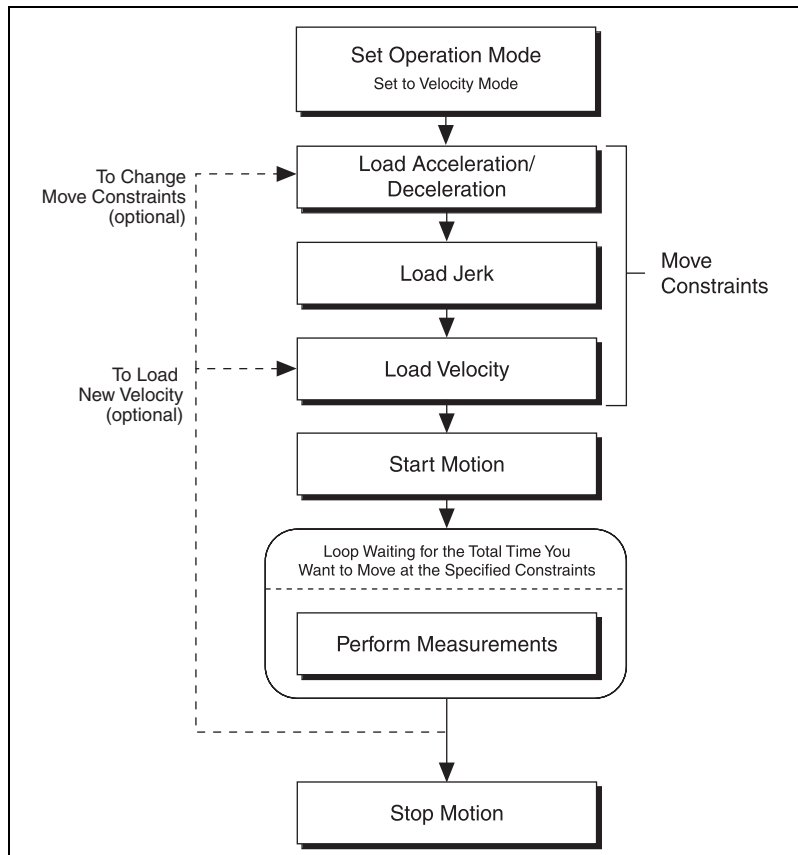 Set Operation Mode
Set to Velocity Mode
Load Acceleration/
Deceleration
To Change
Move Constraints
(optional)
Load Jerk
Move
Constraints
Load Velocity
To Load
New Velocity
(optional)
Start Motion
Loop Waiting for the Total Time You
Want to Move at the Specified Constraints
Perform Measurements
Stop Motion